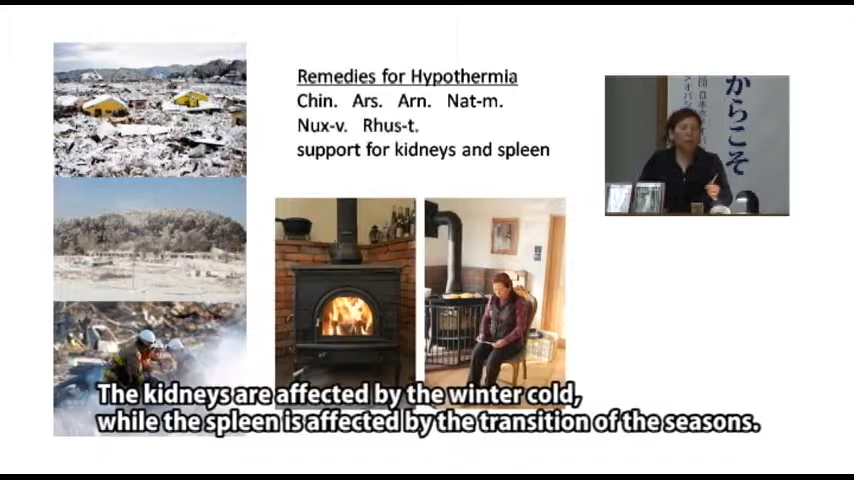 Remedies for Hypothermia
Chin. Ars. Arn. Nat-m.
Nux-v. Rhus-t.
support for kidneys and spleen
からこそ
The kidneys are affected by the winter cold,
while the spleen is affected by the transition of the seasons.